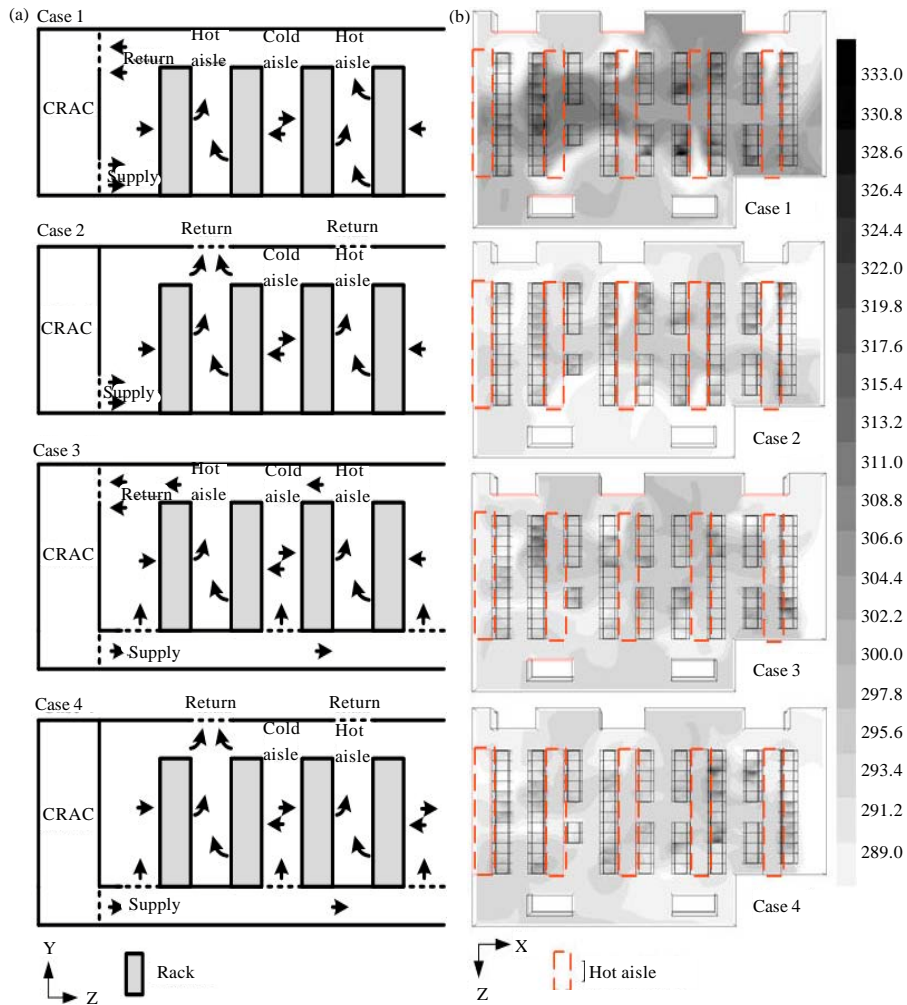 (a) Case 1
Hot aisle
Cold aisle
Hot aisle
Return
CRAC
Supply
Case 2
Return
Return
Cold aisle
Hot aisle
CRAC
Supply
Case 3
Hot aisle
Cold aisle
Hot aisle
Return
CRAC
Supply
Case 4
Return
Return
Cold aisle
Hot aisle
CRAC
Supply
Y
Z
Rack
(b)
Case 1
Case 2
Case 3
Case 4
X
Z
Hot aisle
333.0
330.8
328.6
326.4
324.4
322.0
319.8
317.6
315.4
313.2
311.0
308.8
306.6
304.4
302.2
300.0
297.8
295.6
293.4
291.2
289.0